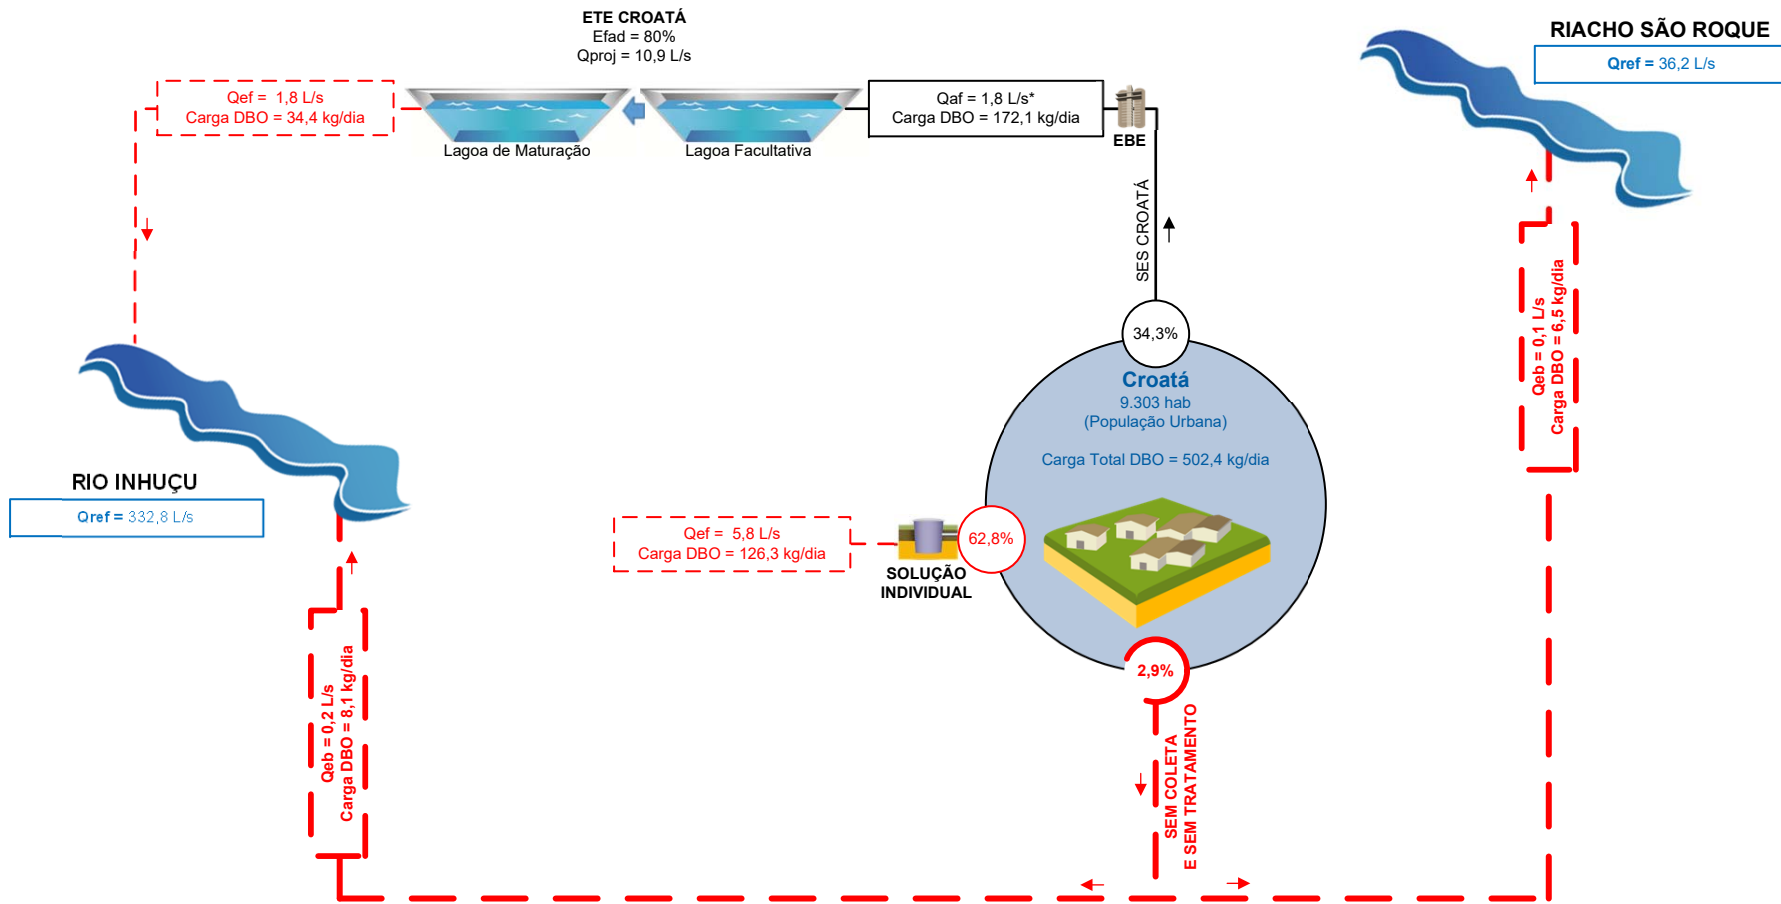 ETE CROATÁ
Efad = 80%
Qproj = 10,9 L/s
RIACHO SÃO ROQUE
Qref = 36,2 L/s
Qef = 1,8 L/s
Carga DBO = 34,4 kg/dia
Lagoa de Maturação
Lagoa Facultativa
Qaf = 1,8 L/s*
Carga DBO = 172,1 kg/dia
EBE
SES CROATÁ
34,3%
Croatá
9.303 hab
(População Urbana)
Carga Total DBO = 502,4 kg/dia
Qeb = 0,1 L/s
Carga DBO = 6,5 kg/dia
RIO INHUÇU
Qref = 332,8 L/s
Qef = 5,8 L/s
Carga DBO = 126,3 kg/dia
SOLUÇÃO
INDIVIDUAL
62,8%
2,9%
Qeb = 0,2 L/s
Carga DBO = 8,1 kg/dia
SEM COLETA
E SEM TRATAMENTO